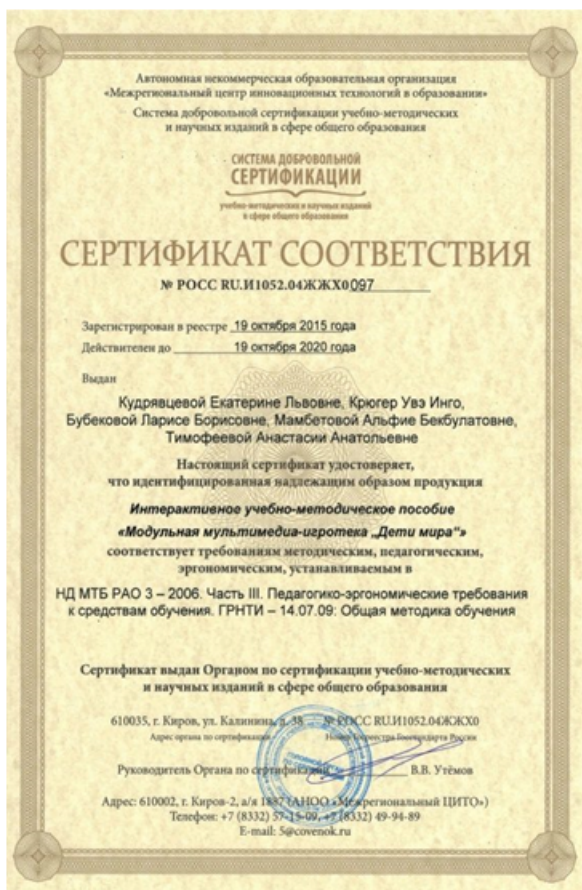 Автономная некоммерческая образовательная организация
«Межрегиональный центр инновационных технологий в образовании»
Система добровольной сертификации учебно-методических
и научных изданий в сфере общего образования
СИСТЕМА ДОБРОВОЛЬНОЙ
СЕРТИФИКАЦИИ
учебно-методических и научных изданий
в сфере общего образования
СЕРТИФИКАТ СООТВЕТСТВИЯ
№ РОСС RU.И1052.04ЖЖХ0097
Зарегистрирован в реестре 19 октября 2015 года
Действителен до 19 октября 2020 года
Выдан
Кудрявцевой Екатерине Львовне, Крюгер Увэ Инго,
Бубековой Ларисе Борисовне, Мамбетовой Альфие Бекбулатовне,
Тимофеевой Анастасии Анатольевне
Настоящий сертификат удостоверяет,
что идентифицированная надлежащим образом продукция
Интерактивное учебно-методическое пособие
«Модульная мультимедиа-игротека „Дети мира“»
соответствует требованиям методическим, педагогическим,
эргономическим, устанавливаемым в
НД МТБ РАО 3 – 2006. Часть III. Педагогико-эргономические требования
к средствам обучения. ГРНТИ – 14.07.09: Общая методика обучения
Сертификат выдан Органом по сертификации учебно-методических
и научных изданий в сфере общего образования
610035, г. Киров, ул. Калинина, д. 38 № РОСС RU.И1052.04ЖЖХ0
Адрес органа по сертификации Номер Госреестра Госстандарта России
Руководитель Органа по сертификации В.В. Утёмов
Адрес: 610002, г. Киров-2, а/я 1887 (АНОО «Межрегиональный ЦИТО»)
Телефон: +7 (8332) 57-15-09, +7 (8332) 49-94-89
E-mail: 5@covenok.ru